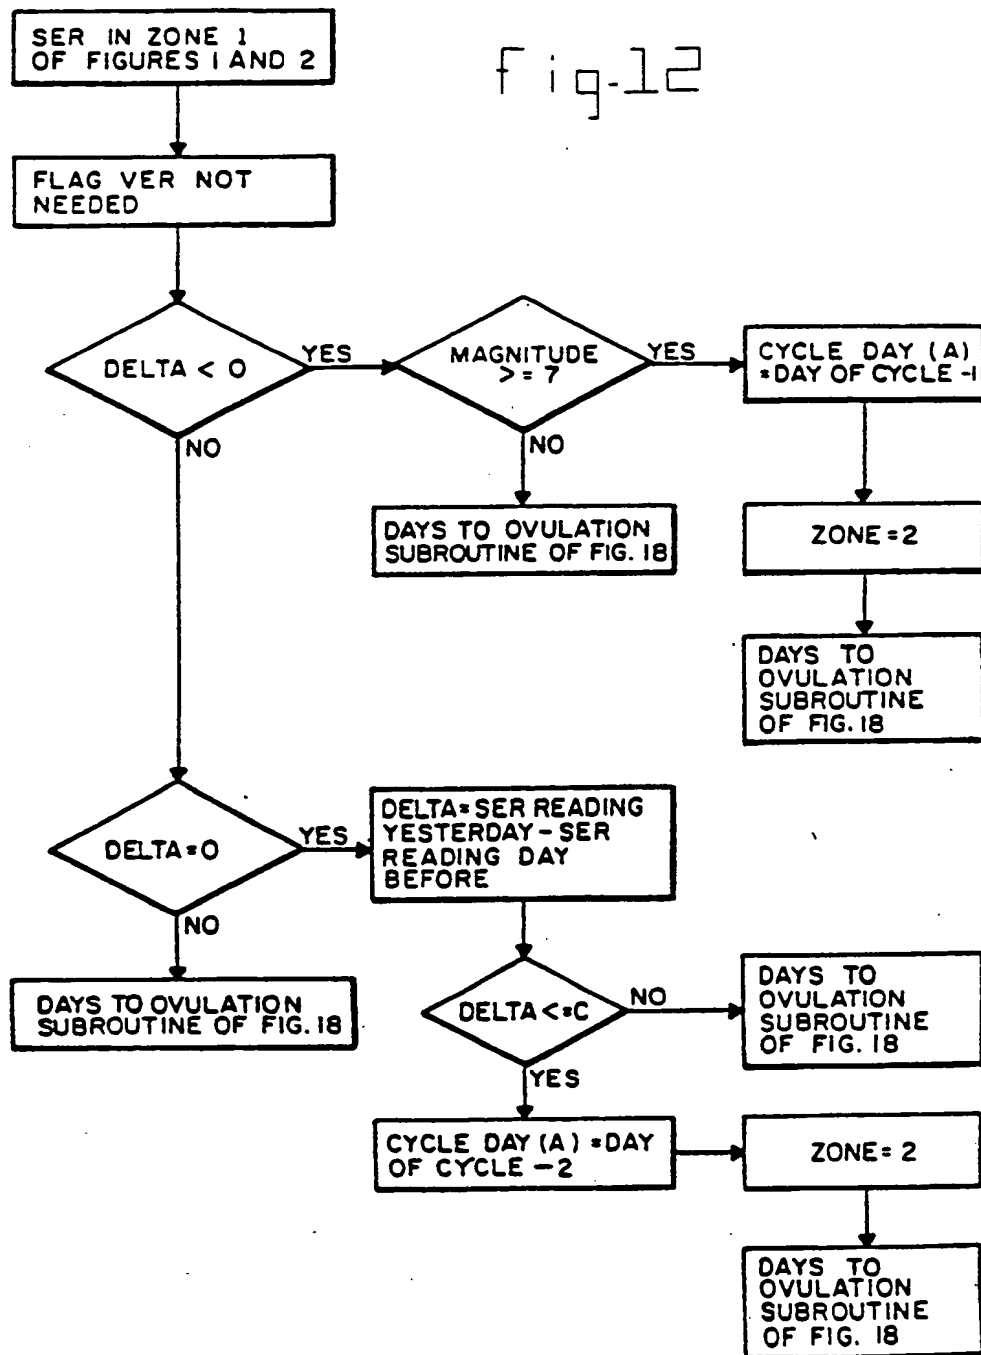 SER IN ZONE 1
OF FIGURES 1 AND 2
Fig-12
FLAG VER NOT
NEEDED
DELTA < 0
YES
MAGNITUDE
>= 7
YES
CYCLE DAY (A)
=DAY OF CYCLE -1
NO
NO
DAYS TO OVULATION
SUBROUTINE OF FIG. 18
ZONE = 2
DAYS TO
OVULATION
SUBROUTINE
OF FIG. 18
DELTA=0
YES
DELTA=SER READING
YESTERDAY-SER
READING DAY
BEFORE
NO
DAYS TO OVULATION
SUBROUTINE OF FIG. 18
DELTA <=C
NO
DAYS TO
OVULATION
SUBROUTINE
OF FIG. 18
YES
CYCLE DAY (A) =DAY
OF CYCLE -2
ZONE= 2
DAYS TO
OVULATION
SUBROUTINE
OF FIG. 18